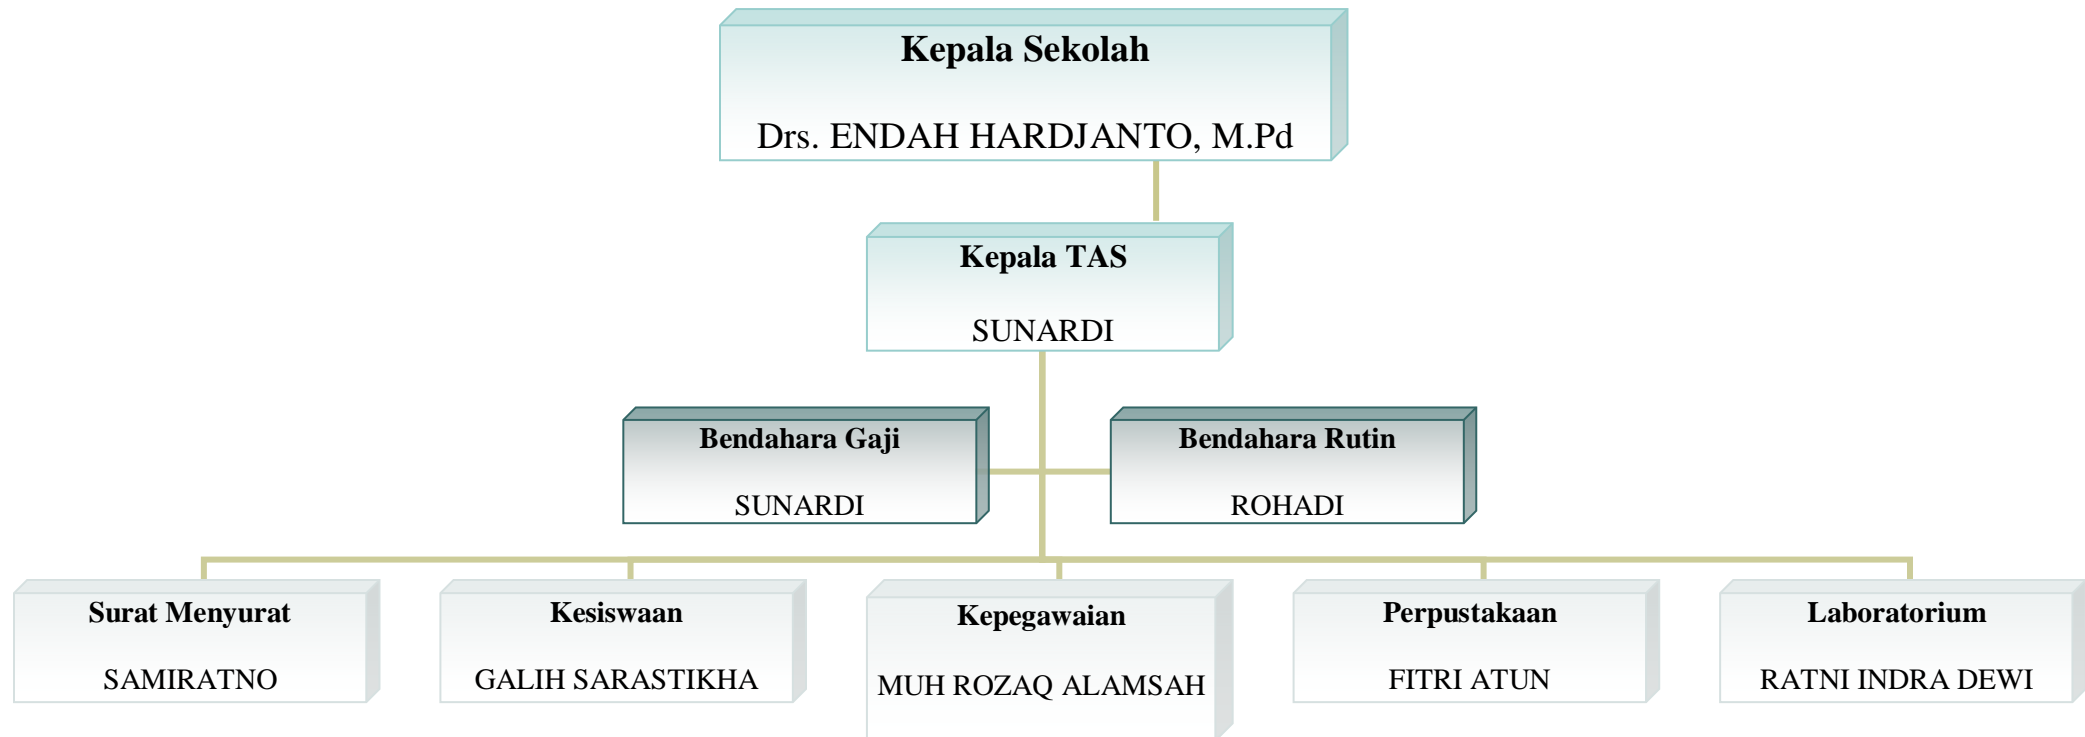 Kepala Sekolah
Drs. ENDAH HARDJANTO, M.Pd
Kepala TAS
SUNARDI
Bendahara Gaji
SUNARDI
Bendahara Rutin
ROHADI
Surat Menyurat
SAMIRATNO
Kesiswaan
GALIH SARASTIKHA
Kepegawaian
MUH ROZAQ ALAMSAH
Perpustakaan
FITRI ATUN
Laboratorium
RATNI INDRA DEWI